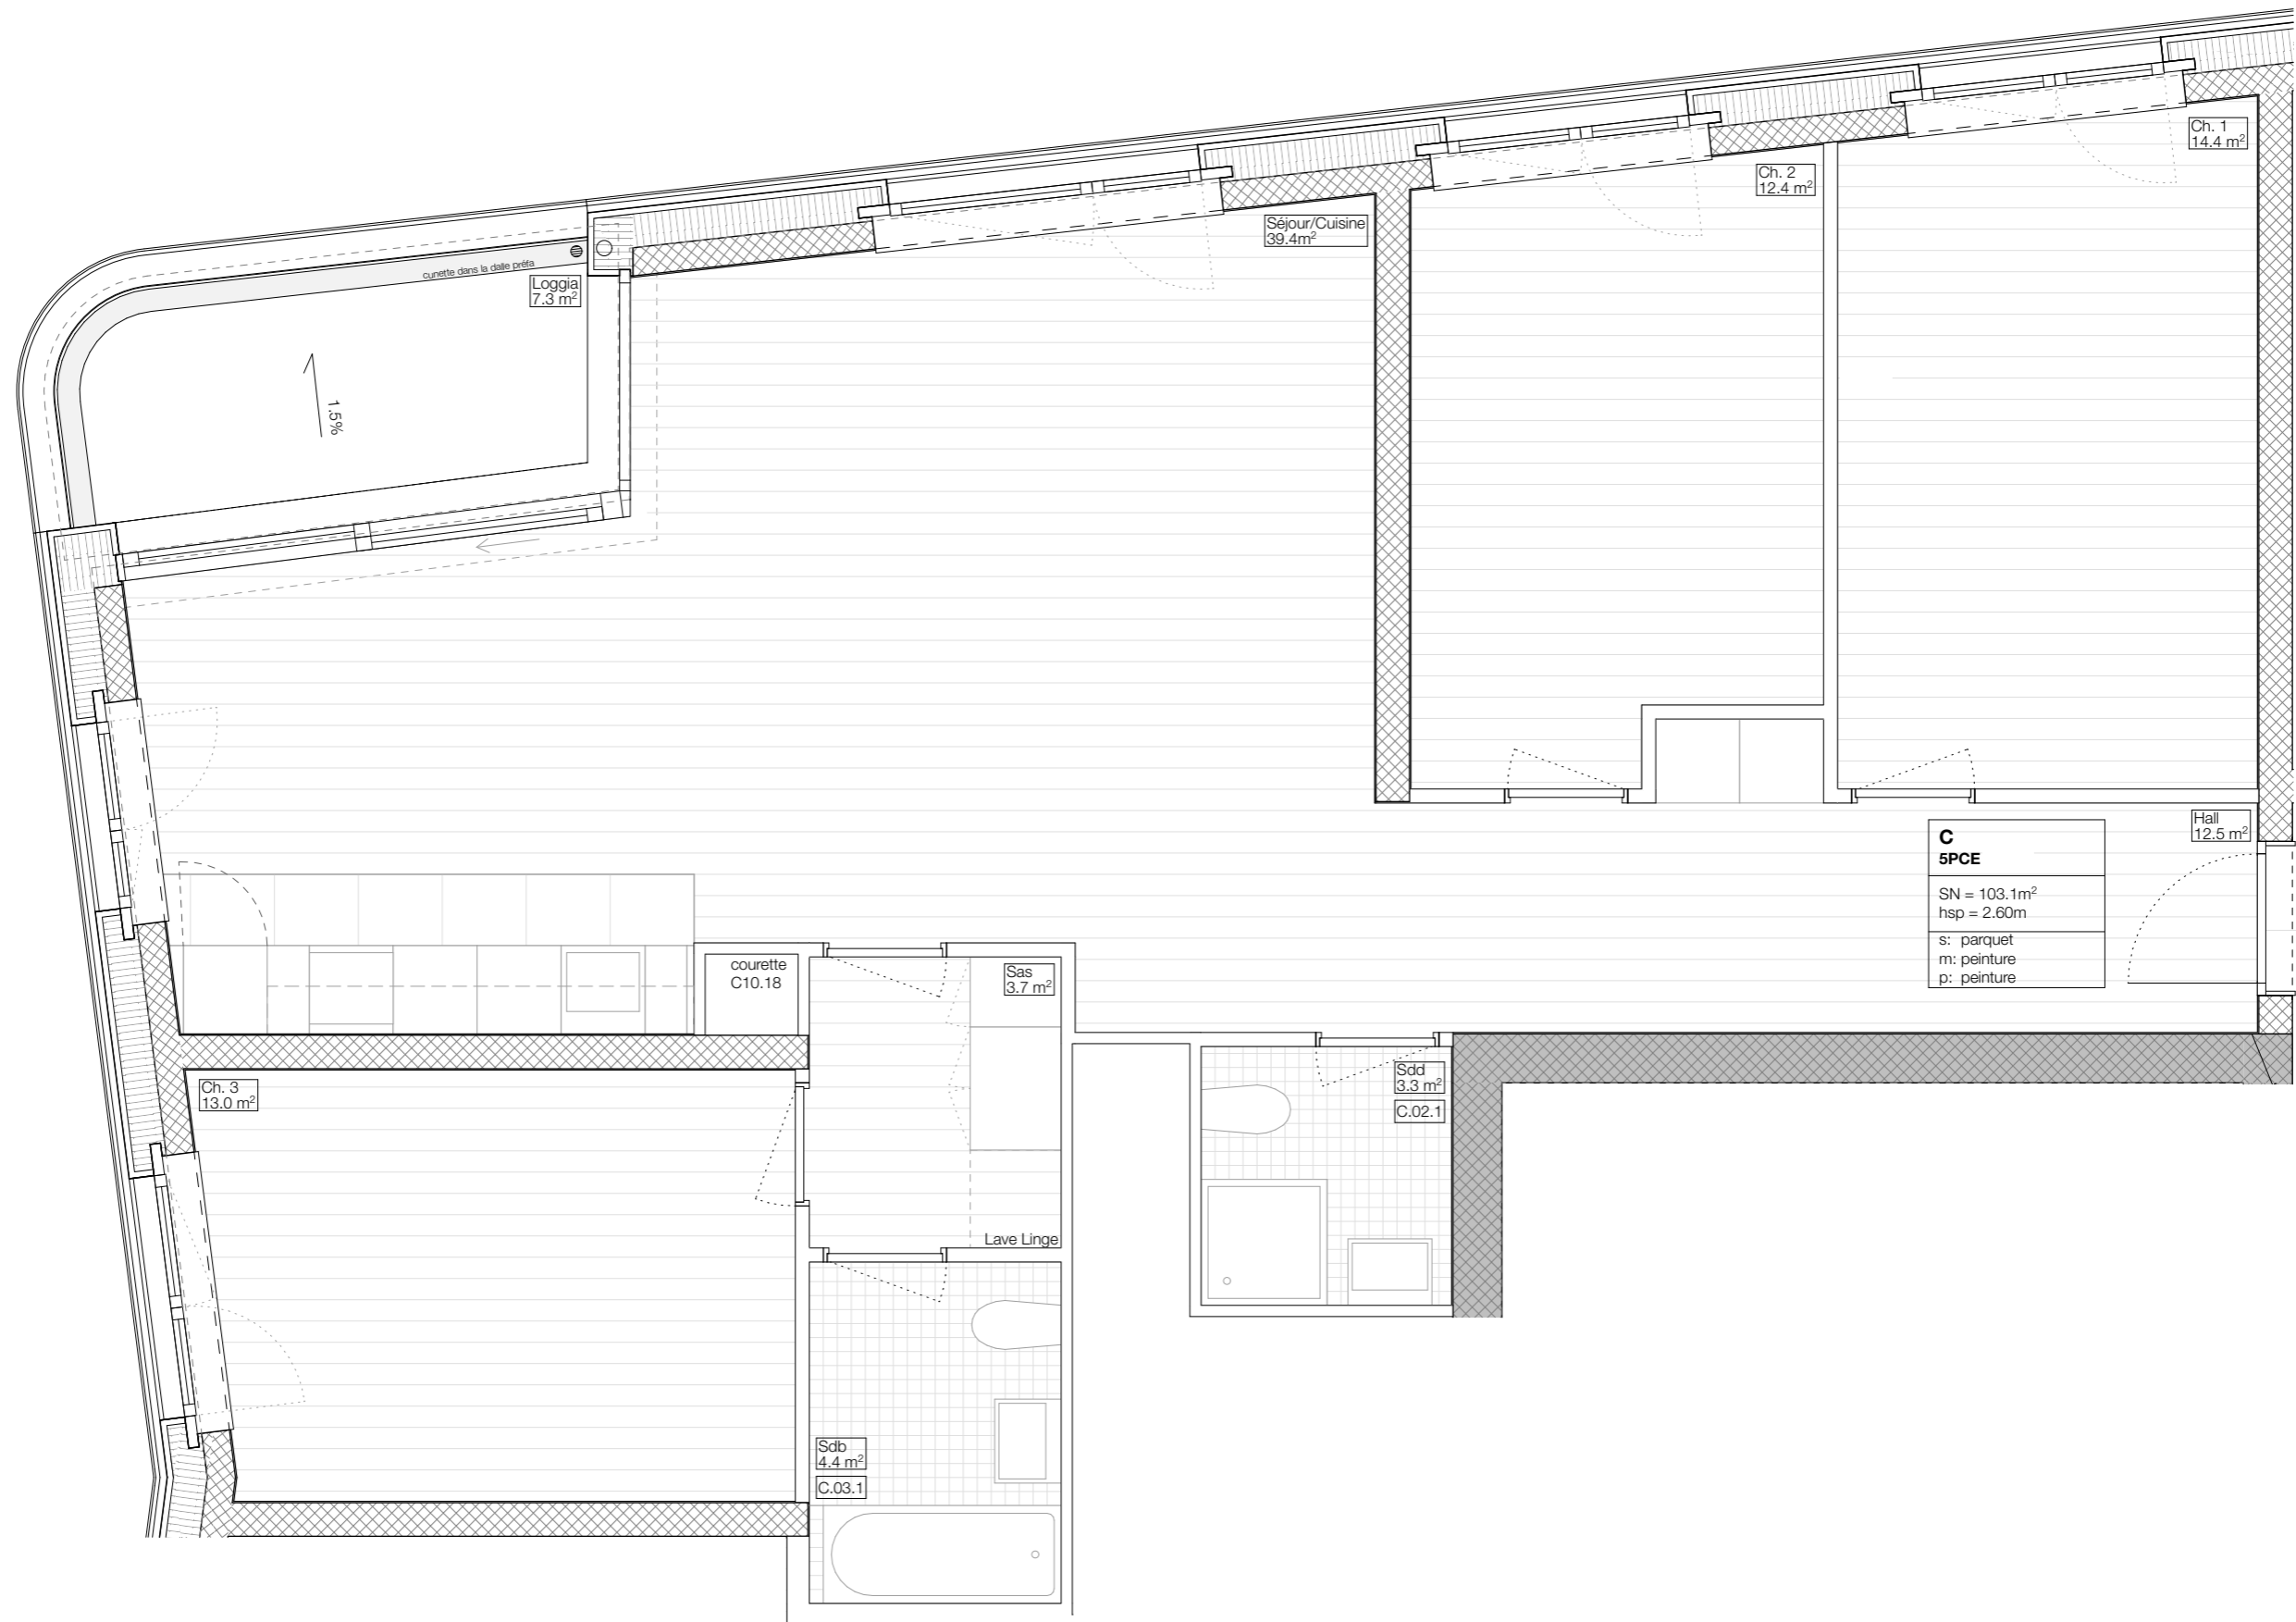 Ch. 1
14.4 m²
Ch. 2
12.4 m²
Séjour/Cuisine
39.4m²
cunette dans la dalle préfa
Loggia
7.3 m²
1.5%
Hall
12.5 m²
C
5PCE
SN = 103.1m²
hsp = 2.60m
s: parquet
m: peinture
p: peinture
courette
C10.18
Sas
3.7 m²
Sdd
3.3 m²
C.02.1
Ch. 3
13.0 m²
Lave Linge
Sdb
4.4 m²
C.03.1